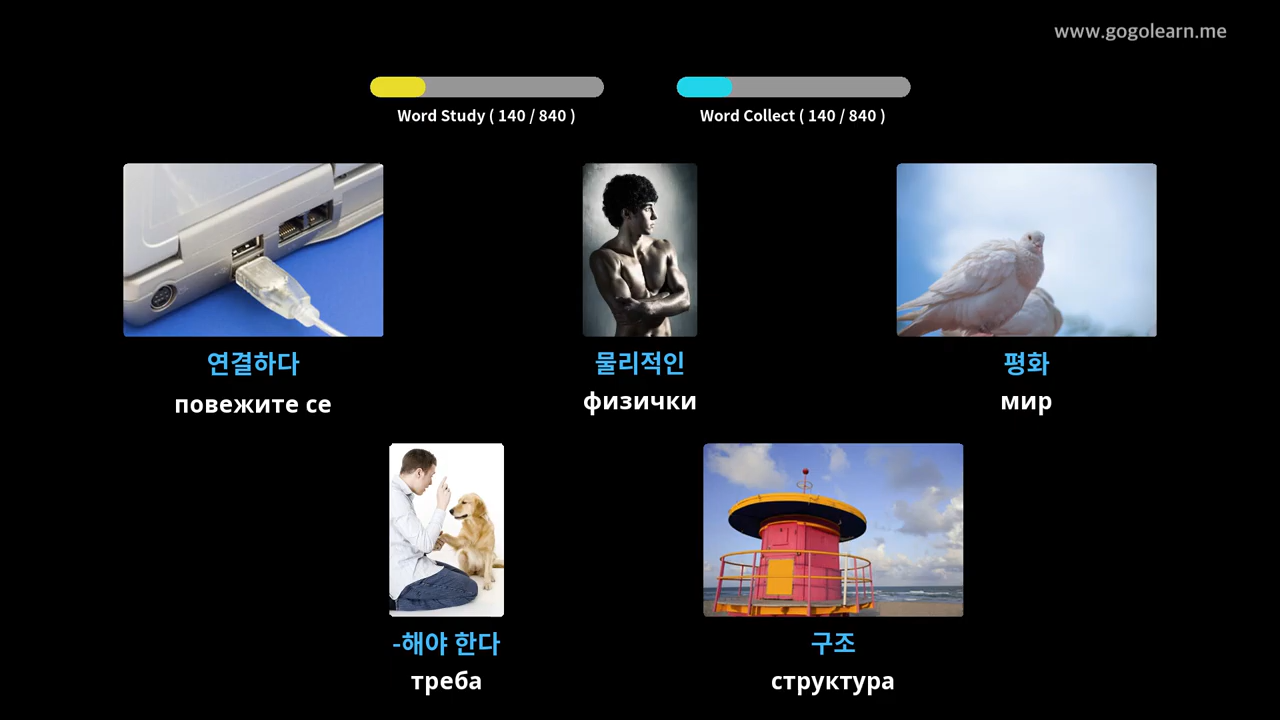 www.gogolearn.me
Word Study ( 140 / 840 )
Word Collect ( 140 / 840 )
연결하다
повежите се
물리적인
физички
평화
мир
-해야 한다
треба
구조
структура